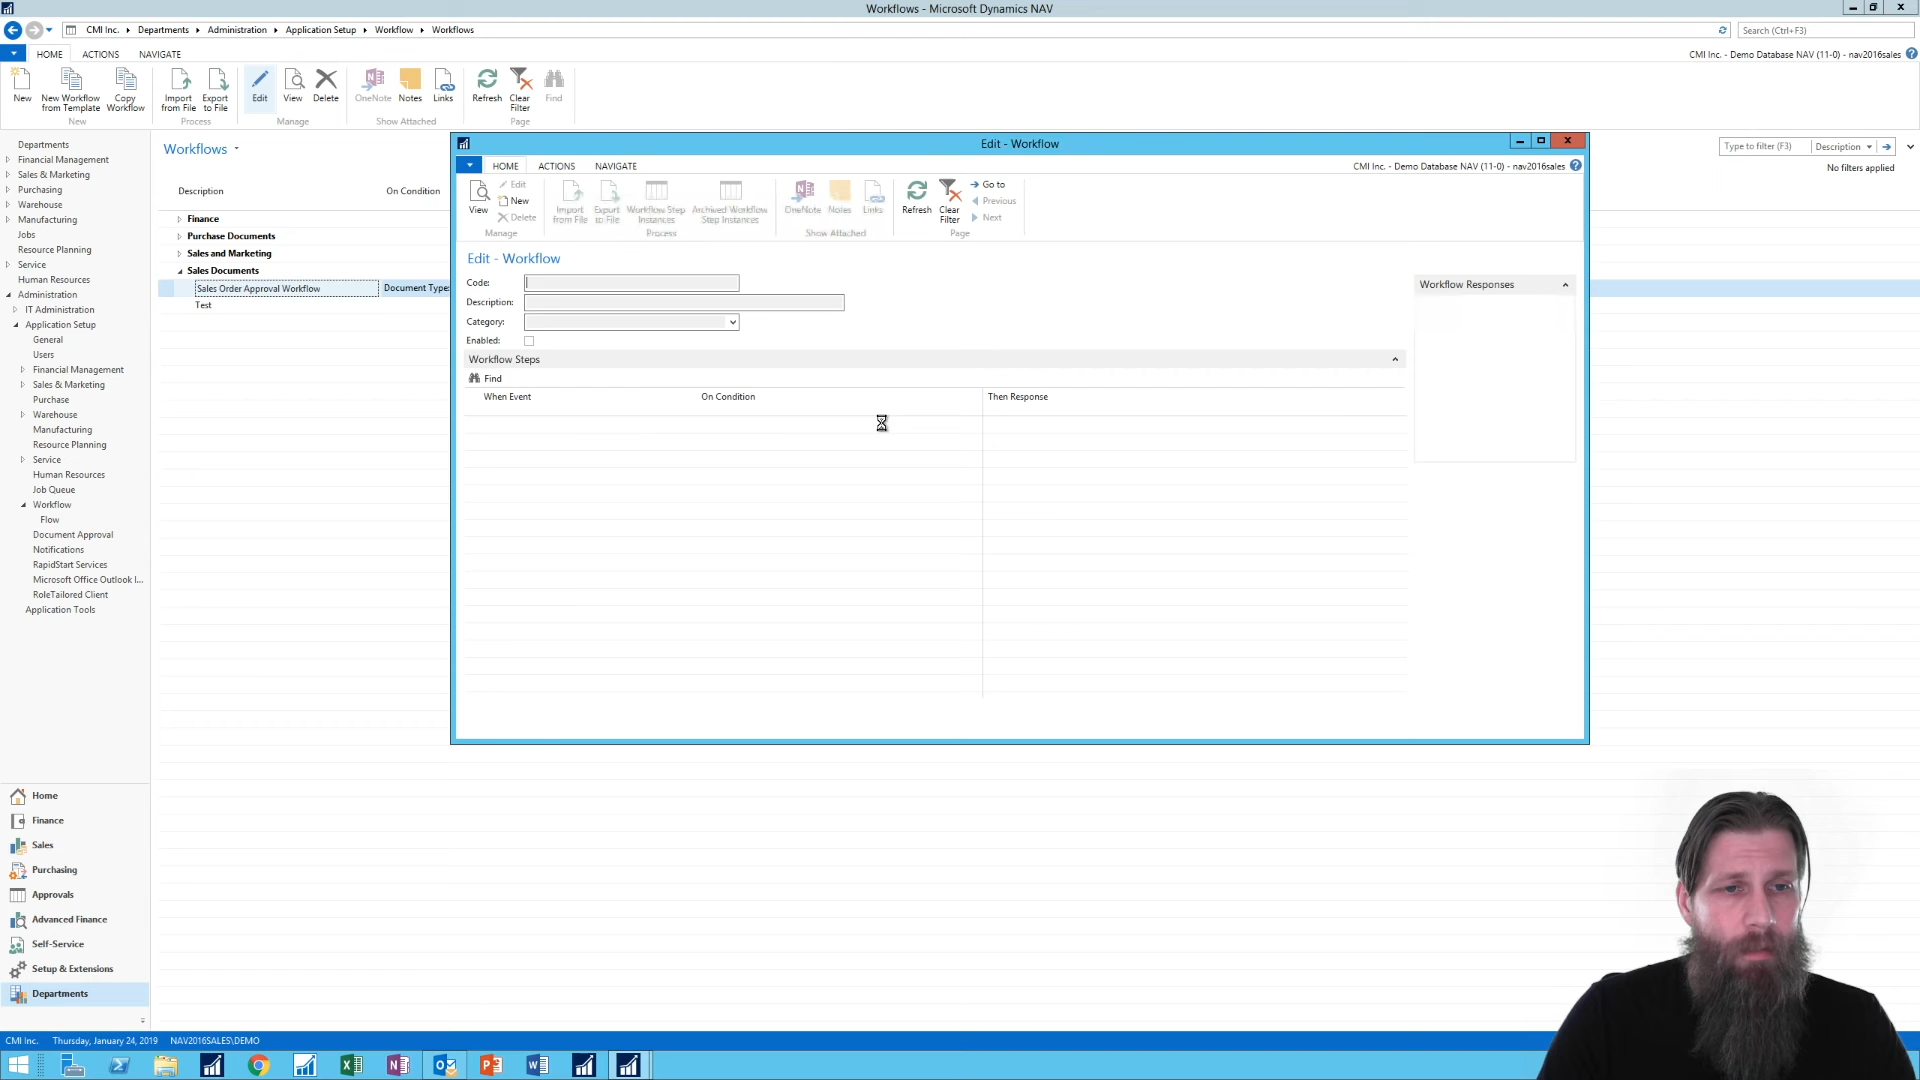 Workflows - Microsoft Dynamics NAV
CMI Inc. Departments Administration Application Setup Workflow Workflows
Search (Ctrl+F3)
HOME ACTIONS NAVIGATE
CMI Inc. - Demo Database NAV (11-0) - nav2016sales
New
New Workflow from Template
Copy Workflow
Import from File
Export to File
Edit
View
Delete
OneNote
Notes
Links
Refresh
Clear Filter
Find
New Process Manage Show Attached Page
Departments
Financial Management
Sales & Marketing
Purchasing
Warehouse
Manufacturing
Jobs
Resource Planning
Service
Human Resources
Administration
IT Administration
Application Setup
General
Users
Financial Management
Sales & Marketing
Purchase
Warehouse
Manufacturing
Resource Planning
Service
Human Resources
Job Queue
Workflow
Flow
Document Approval
Notifications
RapidStart Services
Microsoft Office Outlook I...
RoleTailored Client
Application Tools
Home
Finance
Sales
Purchasing
Approvals
Advanced Finance
Self-Service
Setup & Extensions
Departments
Workflows
Type to filter (F3) Description
No filters applied
Description On Condition
Finance
Purchase Documents
Sales and Marketing
Sales Documents
Sales Order Approval Workflow Document Type:
Test
Edit - Workflow
HOME ACTIONS NAVIGATE
CMI Inc. - Demo Database NAV (11-0) - nav2016sales
View
Edit
New
Delete
Import from File
Export to File
Workflow Step Instances
Archived Workflow Step Instances
OneNote
Notes
Links
Refresh
Clear Filter
Go to
Previous
Next
Manage Process Show Attached Page
Edit - Workflow
Code:
Description:
Category:
Enabled:
Workflow Steps
Find
When Event On Condition Then Response
Workflow Responses
CMI Inc. Thursday, January 24, 2019 NAV2016SALES\DEMO